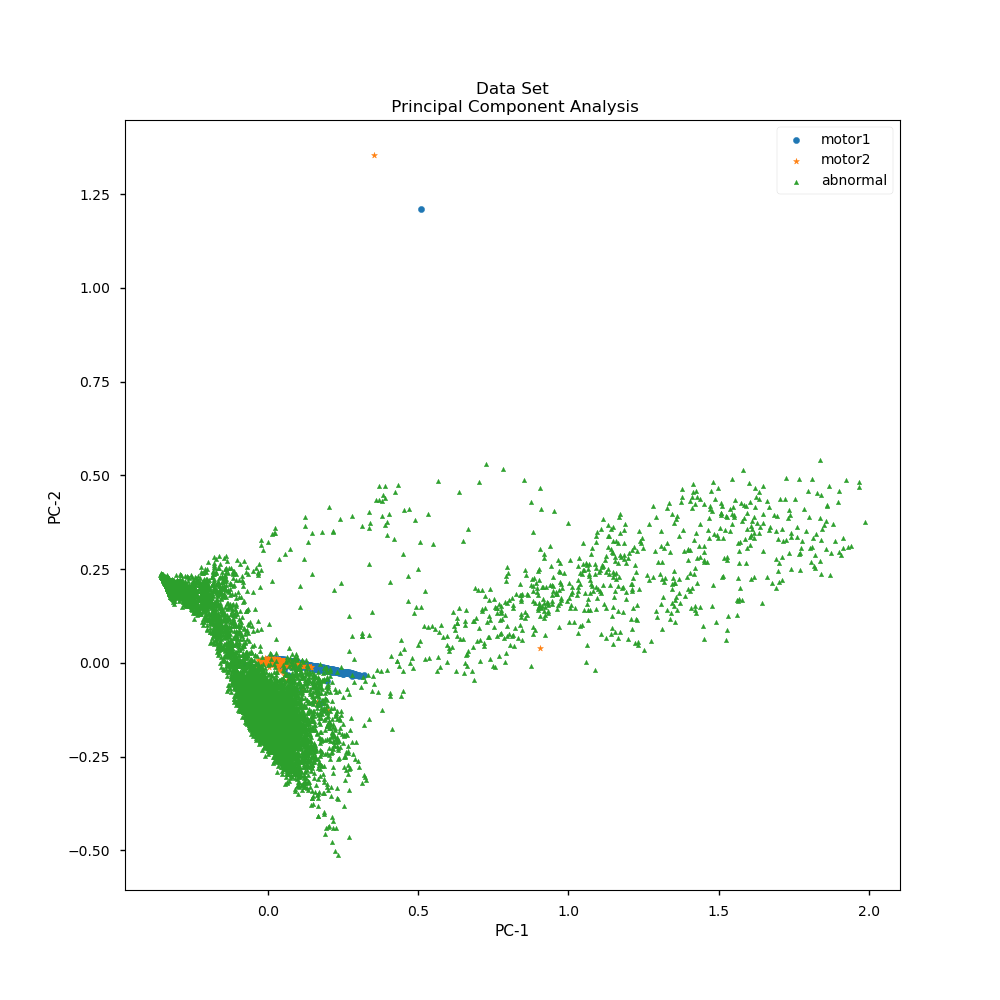 Data Set
Principal Component Analysis
motor1
motor2
abnormal
1.25
1.00
0.75
0.50
0.25
0.00
−0.25
−0.50
PC-2
0.0 0.5 1.0 1.5 2.0
PC-1